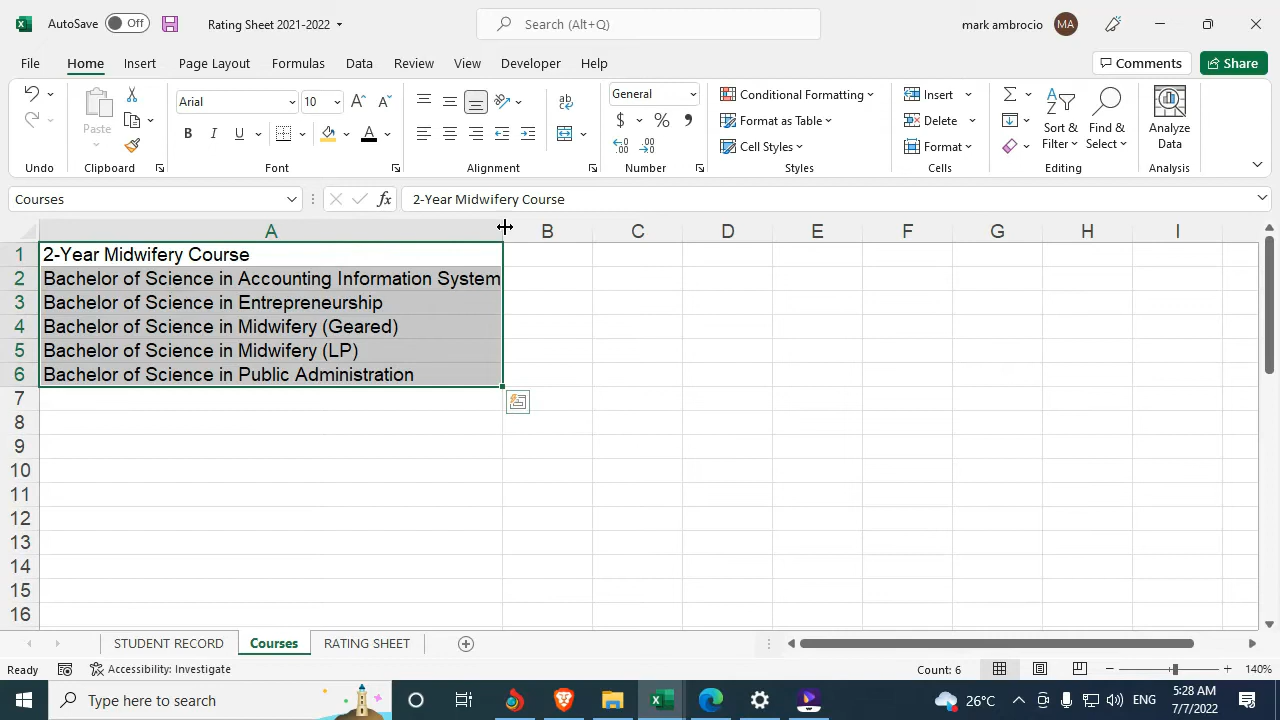 AutoSave Off Rating Sheet 2021-2022 Search (Alt+Q) mark ambrocio MA
File Home Insert Page Layout Formulas Data Review View Developer Help Comments Share
Paste
Undo Clipboard
Arial 10
Font
Alignment
General
Number
Conditional Formatting
Format as Table
Cell Styles
Styles
Insert
Delete
Format
Cells
Sort & Filter
Find & Select
Editing
Analyze Data
Analysis
Courses fx 2-Year Midwifery Course
A B C D E F G H I
1 2-Year Midwifery Course
2 Bachelor of Science in Accounting Information System
3 Bachelor of Science in Entrepreneurship
4 Bachelor of Science in Midwifery (Geared)
5 Bachelor of Science in Midwifery (LP)
6 Bachelor of Science in Public Administration
7
8
9
10
11
12
13
14
15
16
STUDENT RECORD Courses RATING SHEET
Ready Accessibility: Investigate Count: 6 140%
Type here to search 26°C ENG 5:28 AM
7/7/2022